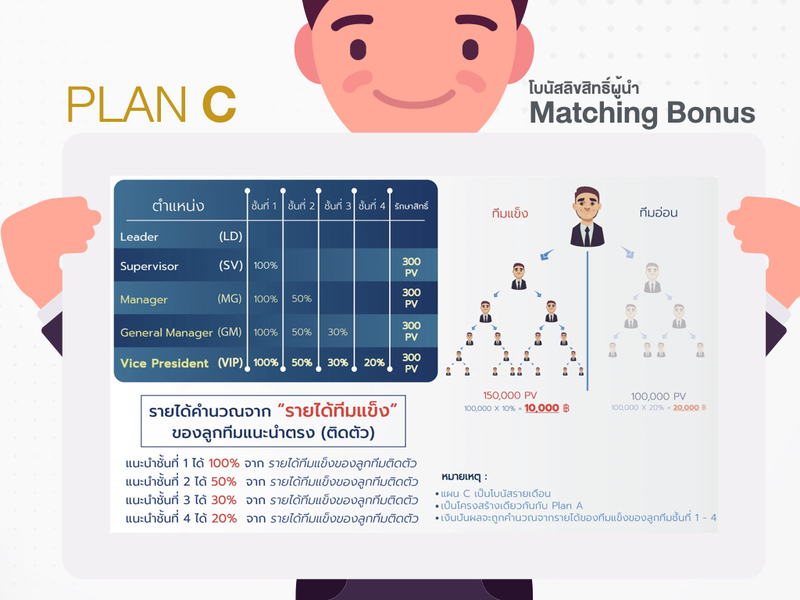 PLAN C
โบนัสลิขสิทธิ์ผู้นำ
Matching Bonus
ตำแหน่ง ชั้นที่ 1 ชั้นที่ 2 ชั้นที่ 3 ชั้นที่ 4 รักษาสิทธิ์
Leader (LD)
Supervisor (SV) 100% 300 PV
Manager (MG) 100% 50% 300 PV
General Manager (GM) 100% 50% 30% 300 PV
Vice President (VIP) 100% 50% 30% 20% 300 PV
ทีมแข็ง ทีมอ่อน
150,000 PV 100,000 PV
100,000 X 10% = 10,000 ฿ 100,000 X 20% = 20,000 ฿
รายได้คำนวณจาก "รายได้ทีมแข็ง"
ของลูกทีมแนะนำตรง (ติดตัว)
แนะนำชั้นที่ 1 ได้ 100% จาก รายได้ทีมแข็งของลูกทีมติดตัว
แนะนำชั้นที่ 2 ได้ 50% จาก รายได้ทีมแข็งของลูกทีมติดตัว
แนะนำชั้นที่ 3 ได้ 30% จาก รายได้ทีมแข็งของลูกทีมติดตัว
แนะนำชั้นที่ 4 ได้ 20% จาก รายได้ทีมแข็งของลูกทีมติดตัว
หมายเหตุ :
• แผน C เป็นโบนัสรายเดือน
• เป็นโครงสร้างเดียวกันกับ Plan A
• เงินปันผลจะถูกคำนวณจากรายได้ของทีมแข็งของลูกทีมชั้นที่ 1 - 4